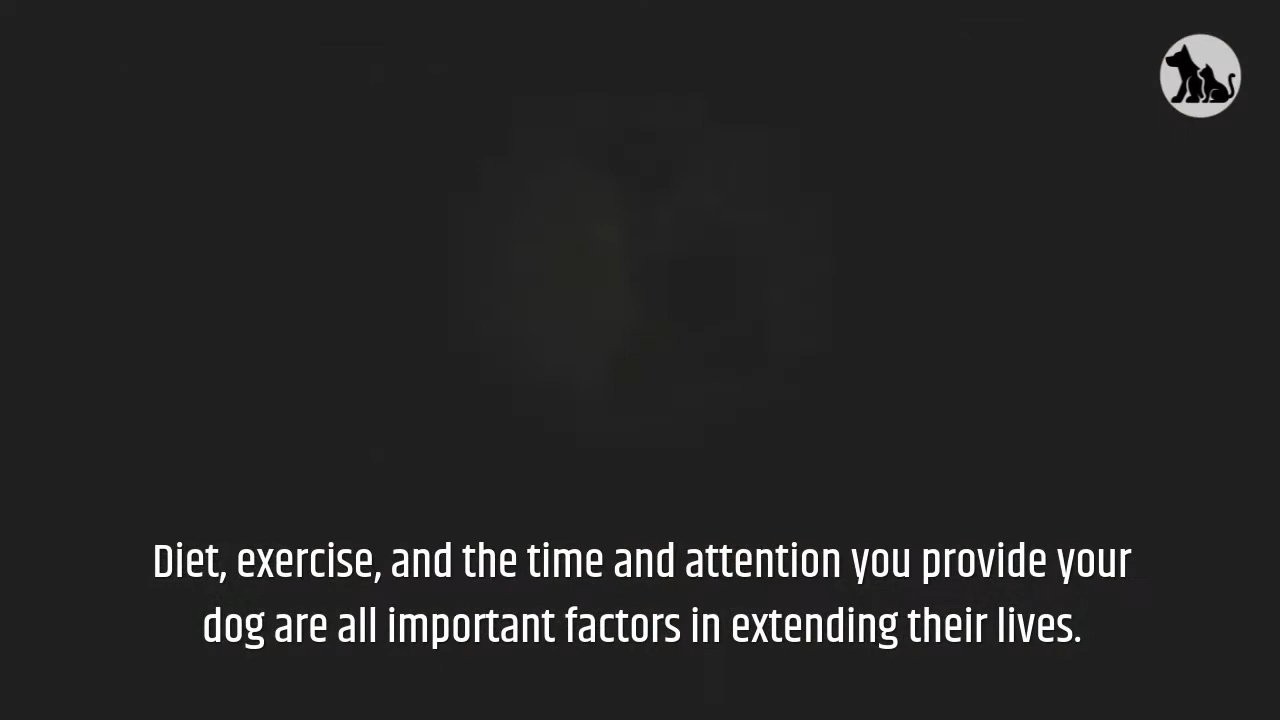 Diet, exercise, and the time and attention you provide your
dog are all important factors in extending their lives.